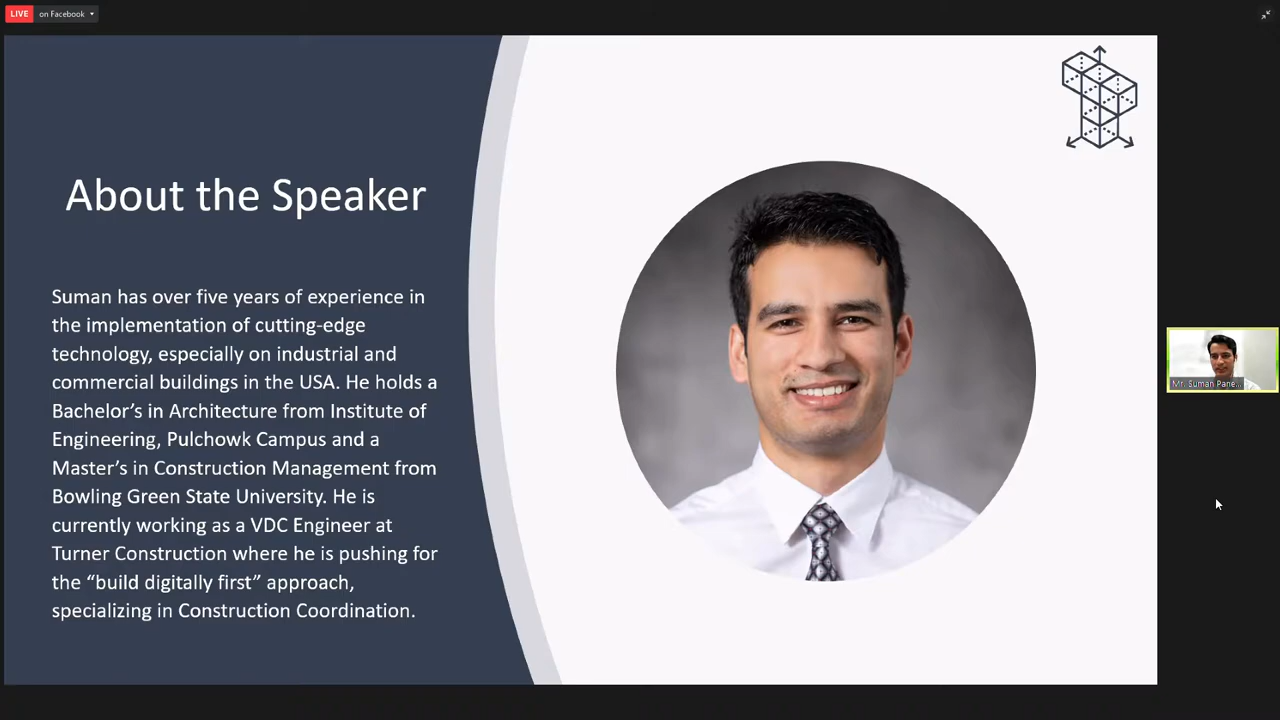 LIVE on Facebook
About the Speaker
Suman has over five years of experience in
the implementation of cutting-edge
technology, especially on industrial and
commercial buildings in the USA. He holds a
Bachelor’s in Architecture from Institute of
Engineering, Pulchowk Campus and a
Master’s in Construction Management from
Bowling Green State University. He is
currently working as a VDC Engineer at
Turner Construction where he is pushing for
the “build digitally first” approach,
specializing in Construction Coordination.
Mr. Suman Pane...